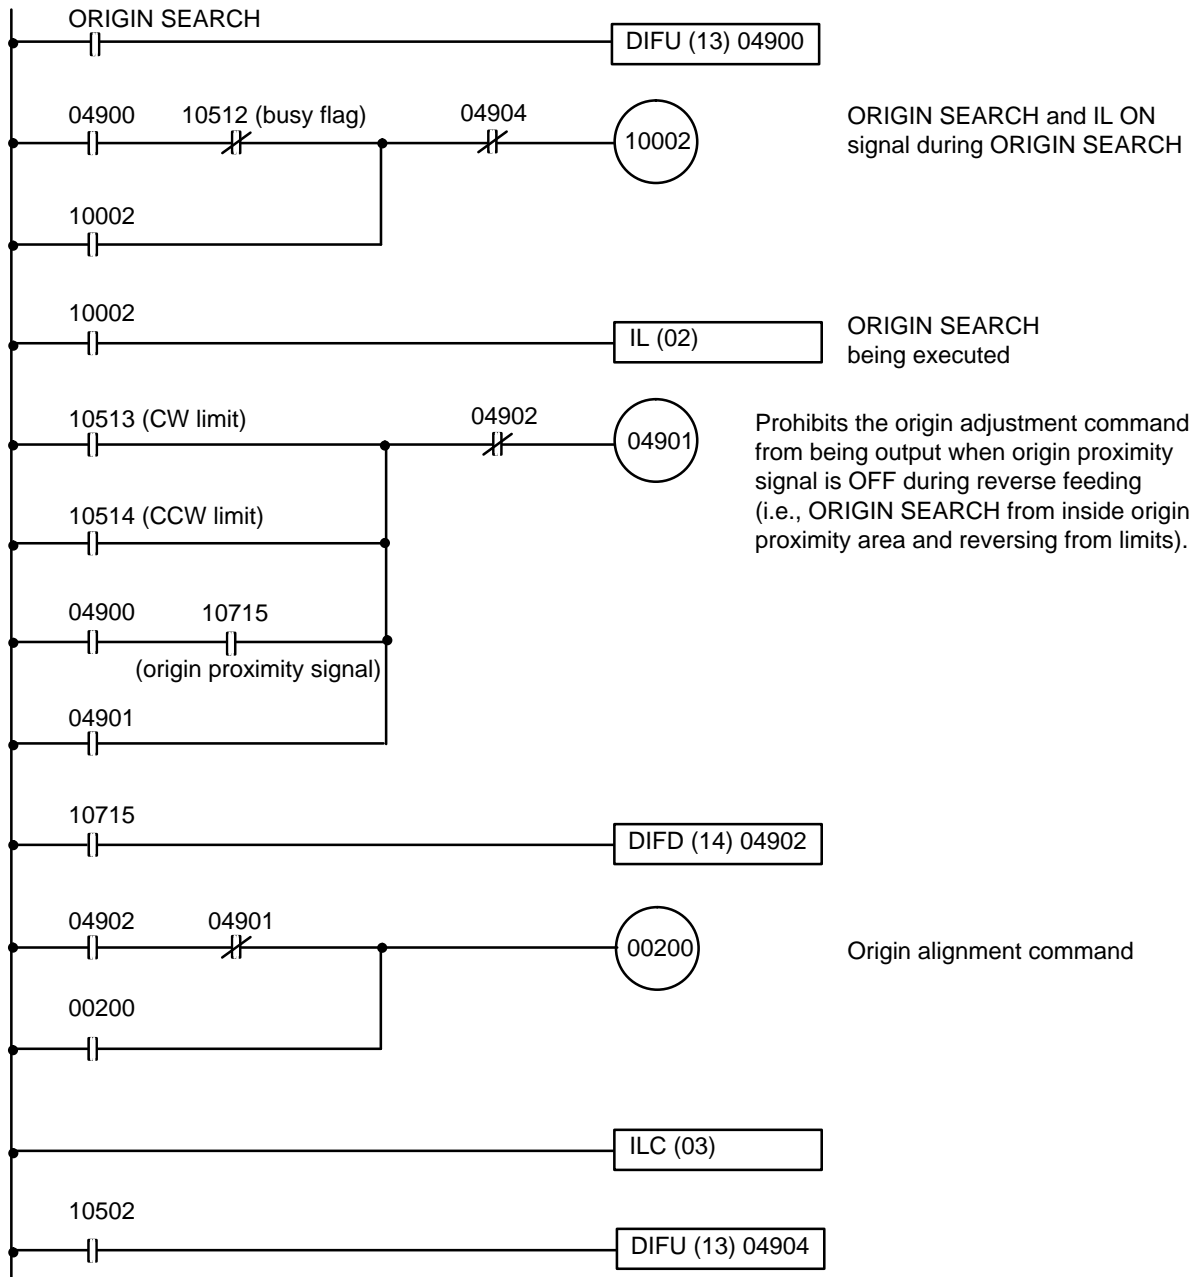 ORIGIN SEARCH
DIFU (13) 04900
04900 10512 (busy flag) 04904
10002
ORIGIN SEARCH and IL ON
signal during ORIGIN SEARCH
10002
10002
IL (02)
ORIGIN SEARCH
being executed
10513 (CW limit) 04902
04901
Prohibits the origin adjustment command
from being output when origin proximity
signal is OFF during reverse feeding
(i.e., ORIGIN SEARCH from inside origin
proximity area and reversing from limits).
10514 (CCW limit)
04900 10715
(origin proximity signal)
04901
10715
DIFD (14) 04902
04902 04901
00200
Origin alignment command
00200
ILC (03)
10502
DIFU (13) 04904